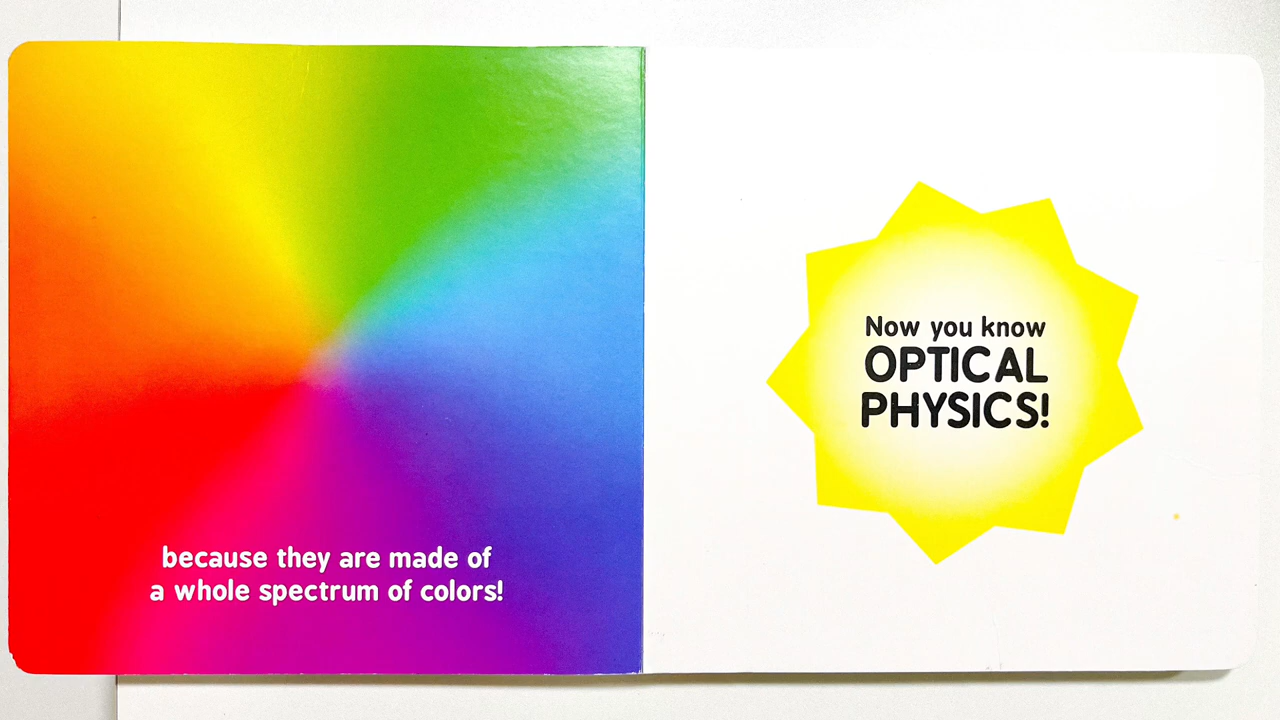 because they are made of
a whole spectrum of colors!
Now you know
OPTICAL
PHYSICS!